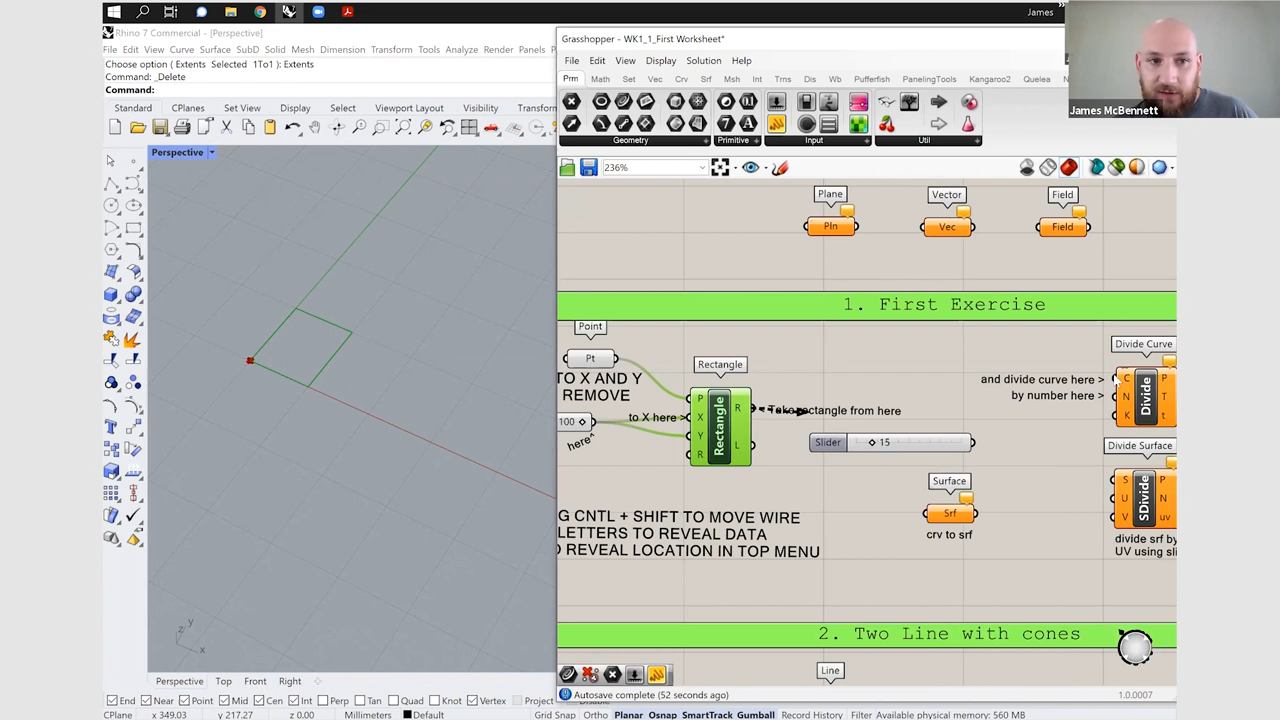 James
Rhino 7 Commercial - [Perspective]
File Edit View Curve Surface SubD Solid Mesh Dimension Transform Tools Analyze Render Panels
Choose option ( Extents Selected 1To1 ): Extents
Command: _Delete
Command:
Standard CPlanes Set View Display Select Viewport Layout Visibility Transform
Perspective
z y x
Perspective Top Front Right
End Near Point Mid Cen Int Perp Tan Quad Knot Vertex Project Disable
CPlane x 349.03 y 217.27 z 0.00 Millimeters Default Grid Snap Ortho Planar Osnap SmartTrack Gumball Record History Filter Available physical memory: 560 MB
Grasshopper - WK1_1_First Worksheet*
File Edit View Display Solution Help
Prm Math Set Vec Crv Srf Msh Int Trns Dis Wb Pufferfish PanelingTools Kangaroo2 Quelea
Geometry Primitive Input Util
236%
Plane Vector Field
Pln Vec Field
1. First Exercise
Point
Pt
TO X AND Y
REMOVE
100
here^
to X here >
Rectangle
P X Y R Rectangle R L
Take rectangle from here
Slider 15
Surface
Srf
crv to srf
and divide curve here >
by number here >
Divide Curve
C N K Divide P T t
Divide Surface
S U V SDivide P N uv
divide srf by
UV using sli
G CNTL + SHIFT TO MOVE WIRE
LETTERS TO REVEAL DATA
O REVEAL LOCATION IN TOP MENU
2. Two Line with cones
Line
Autosave complete (52 seconds ago)
1.0.0007
James McBennett